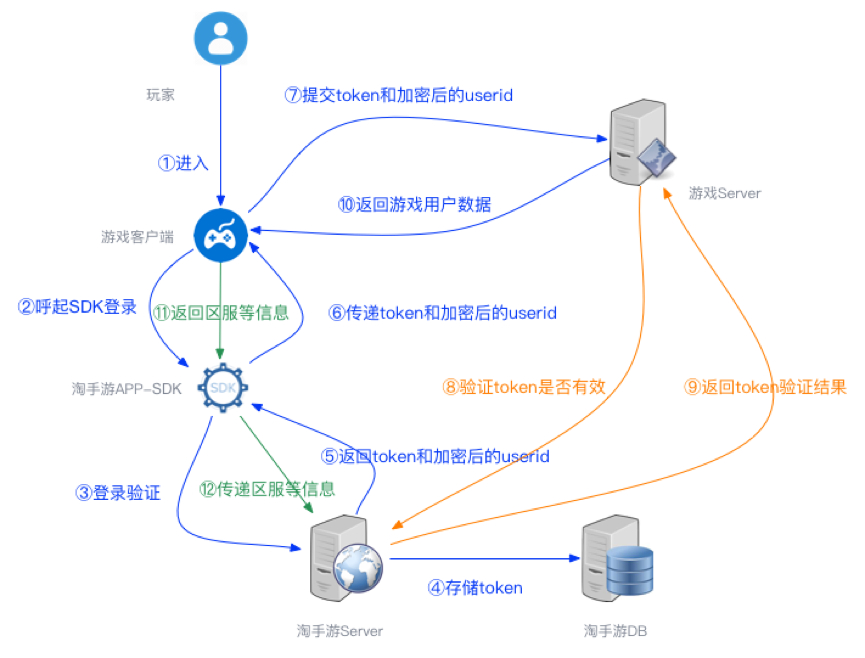 玩家
⑦提交token和加密后的userid
①进入
游戏Server
⑩返回游戏用户数据
游戏客户端
②呼起SDK登录
⑪返回区服等信息
⑥传递token和加密后的userid
淘手游APP-SDK
SDK
⑧验证token是否有效
⑨返回token验证结果
⑤返回token和加密后的userid
③登录验证
⑫传递区服等信息
④存储token
淘手游Server
淘手游DB